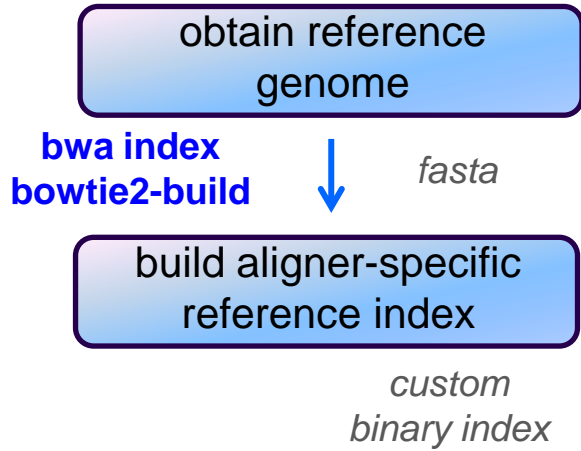 obtain reference
genome
bwa index
bowtie2-build
fasta
build aligner-specific
reference index
custom
binary index